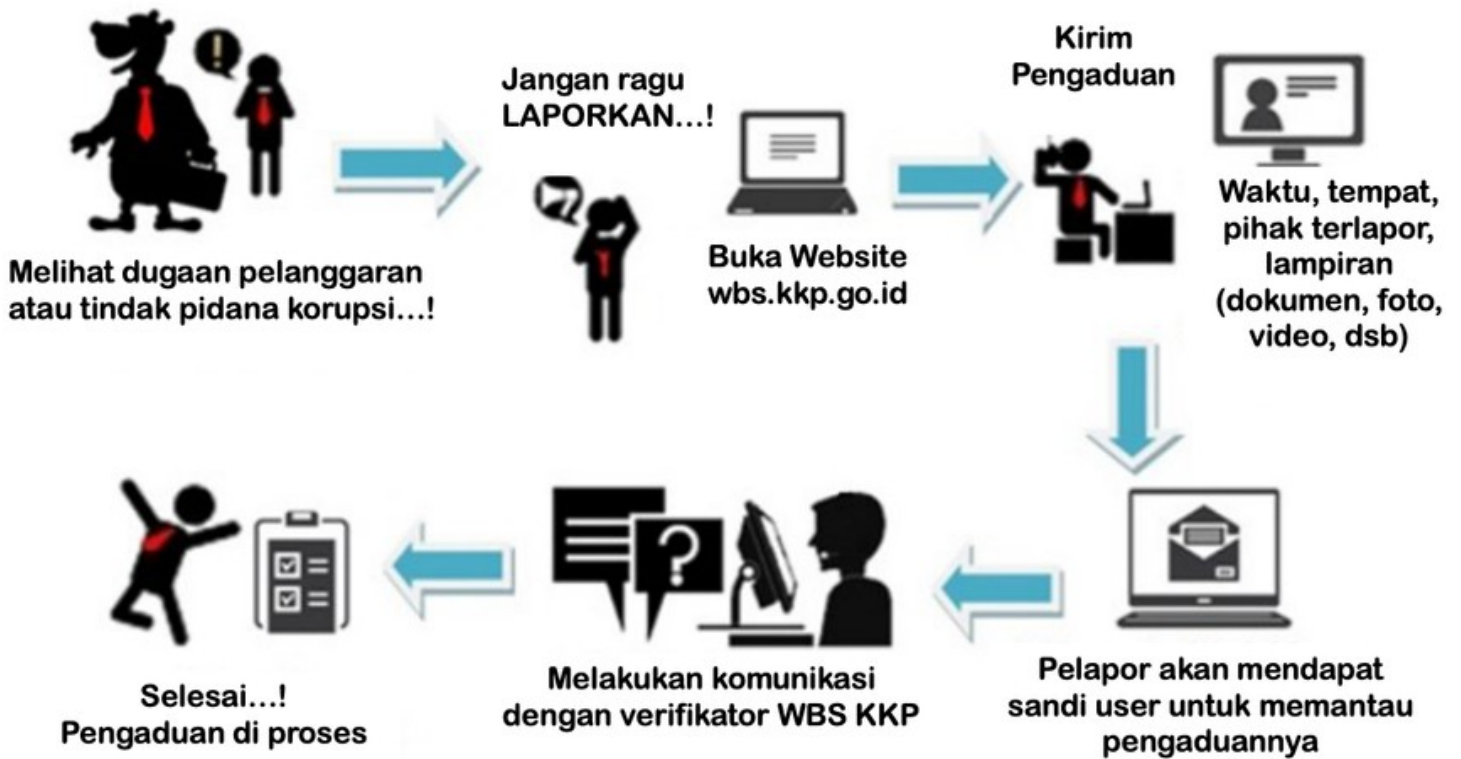 Melihat dugaan pelanggaran
atau tindak pidana korupsi...!
Jangan ragu
LAPORKAN...!
Buka Website
wbs.kkp.go.id
Kirim
Pengaduan
Waktu, tempat,
pihak terlapor,
lampiran
(dokumen, foto,
video, dsb)
Pelapor akan mendapat
sandi user untuk memantau
pengaduannya
Melakukan komunikasi
dengan verifikator WBS KKP
Selesai...!
Pengaduan di proses